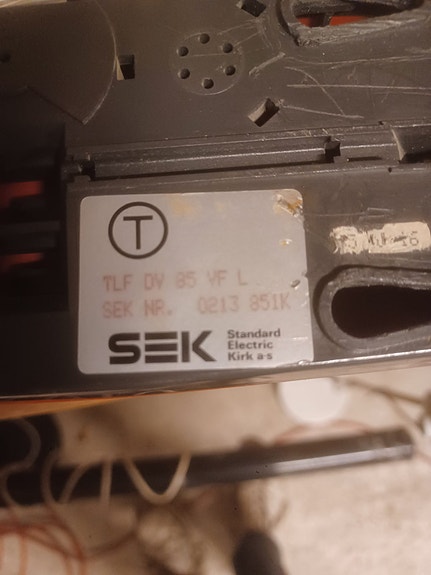 T
TLF DV 85 VF L
SEK NR. 0213 851K
SEK
Standard
Electric
Kirk a·s